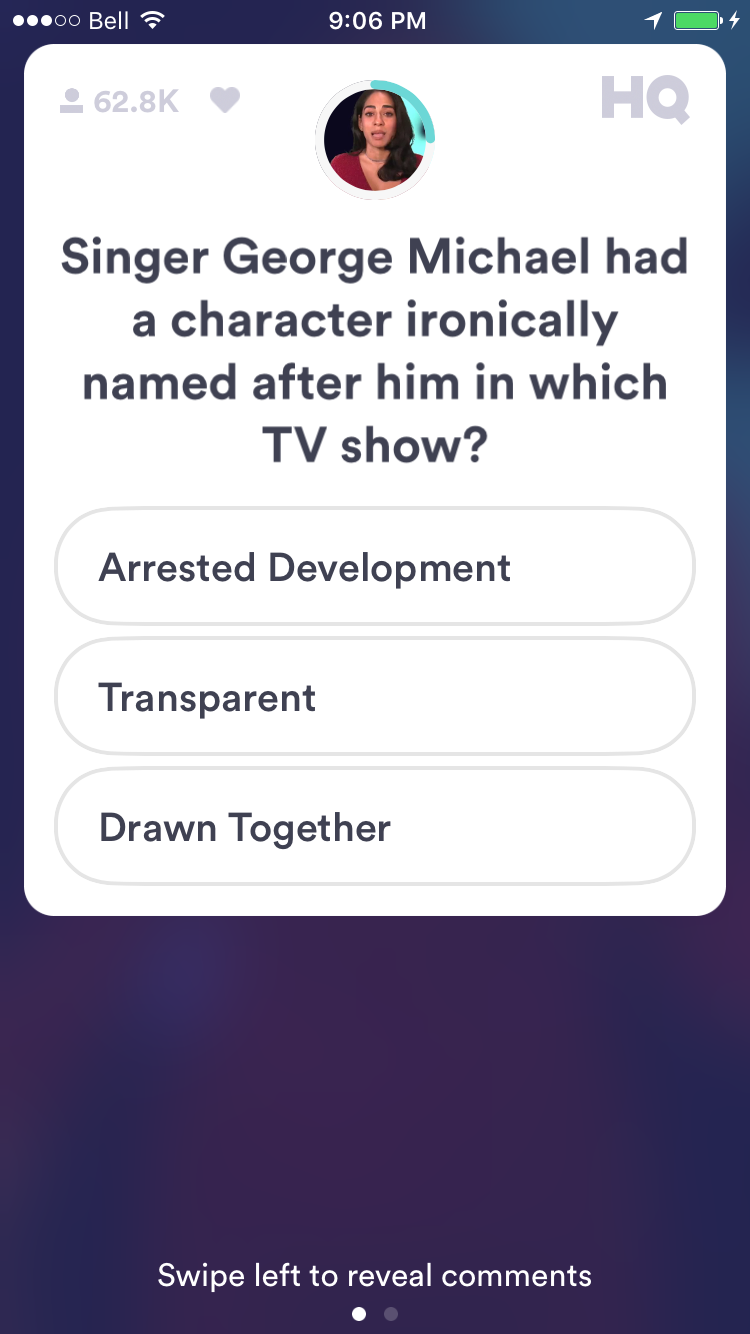 Bell 9:06 PM
62.8K HQ
Singer George Michael had
a character ironically
named after him in which
TV show?
Arrested Development
Transparent
Drawn Together
Swipe left to reveal comments